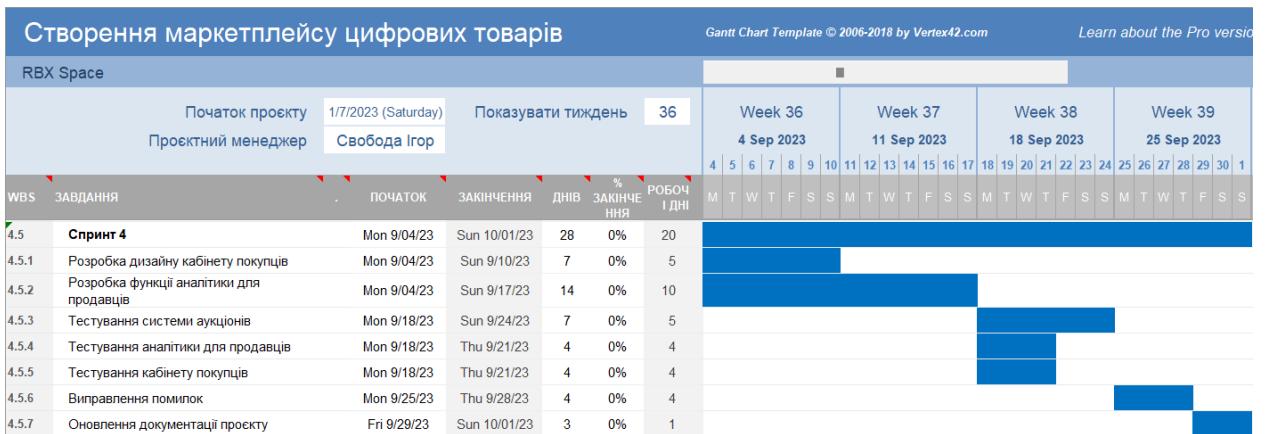 Створення маркетплейсу цифрових товарів Gantt Chart Template © 2006-2018 by Vertex42.com Learn about the Pro versio
RBX Space
Початок проєкту 1/7/2023 (Saturday) Показувати тиждень 36 Week 36 Week 37 Week 38 Week 39
Проєктний менеджер Свобода Ігор 4 Sep 2023 11 Sep 2023 18 Sep 2023 25 Sep 2023
4 5 6 7 8 9 10 11 12 13 14 15 16 17 18 19 20 21 22 23 24 25 26 27 28 29 30 1
WBS ЗАВДАННЯ . ПОЧАТОК ЗАКІНЧЕННЯ ДНІВ % ЗАКІНЧЕ ННЯ РОБОЧ І ДНІ M T W T F S S M T W T F S S M T W T F S S M T W T F S S
4.5 Спринт 4 Mon 9/04/23 Sun 10/01/23 28 0% 20
4.5.1 Розробка дизайну кабінету покупців Mon 9/04/23 Sun 9/10/23 7 0% 5
4.5.2 Розробка функції аналітики для
продавців Mon 9/04/23 Sun 9/17/23 14 0% 10
4.5.3 Тестування системи аукціонів Mon 9/18/23 Sun 9/24/23 7 0% 5
4.5.4 Тестування аналітики для продавців Mon 9/18/23 Thu 9/21/23 4 0% 4
4.5.5 Тестування кабінету покупців Mon 9/18/23 Thu 9/21/23 4 0% 4
4.5.6 Виправлення помилок Mon 9/25/23 Thu 9/28/23 4 0% 4
4.5.7 Оновлення документації проєкту Fri 9/29/23 Sun 10/01/23 3 0% 1